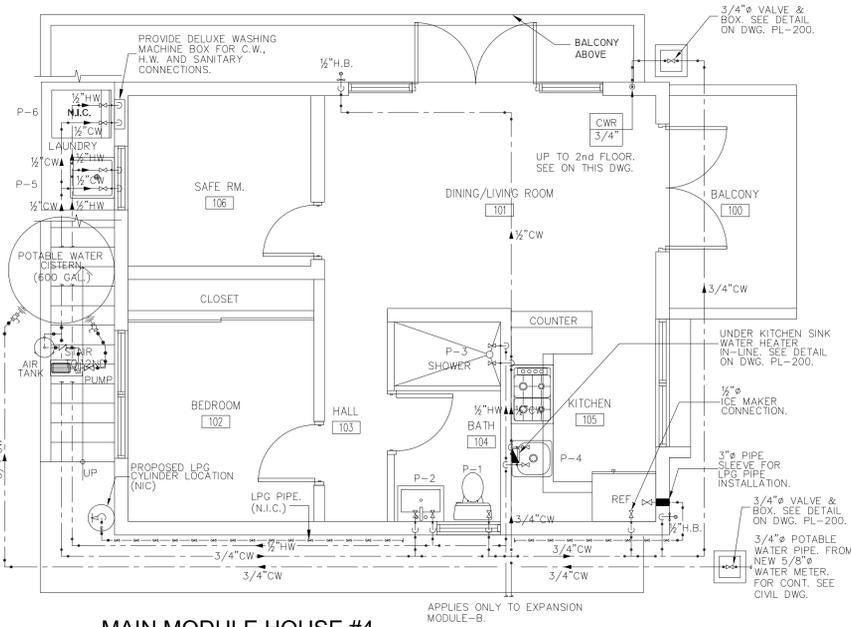 3/4"ø VALVE &
BOX. SEE DETAIL
ON DWG. PL-200.
PROVIDE DELUXE WASHING
MACHINE BOX FOR C.W.,
H.W. AND SANITARY
CONNECTIONS.
BALCONY
ABOVE
½"H.B.
½"HW
P-6
N.I.C.
½"CW
CWR
3/4"
LAUNDRY
½"HW
½"CW
UP TO 2nd FLOOR.
SEE ON THIS DWG.
½"CW
P-5
SAFE RM.
106
DINING/LIVING ROOM
101
BALCONY
100
½"CW
½"HW
½"CW
POTABLE WATER
CISTERN
(600 GAL.)
3/4"CW
CLOSET
COUNTER
UNDER KITCHEN SINK
WATER HEATER
IN-LINE. SEE DETAIL
ON DWG. PL-200.
P-3
SHOWER
STAIR
TO 2ND
AIR
TANK
PUMP
½"ø
ICE MAKER
CONNECTION.
BEDROOM
102
HALL
103
½"HW
½"CW
KITCHEN
105
BATH
104
P-4
3"ø PIPE
SLEEVE FOR
LPG PIPE
INSTALLATION.
UP
PROPOSED LPG
CYLINDER LOCATION
(NIC)
P-2
P-1
LPG PIPE.
(N.I.C.)
REF.
3/4"ø VALVE &
BOX. SEE DETAIL
ON DWG. PL-200.
3/4"CW
½"H.B.
½"HW
3/4"CW
3/4"CW
3/4"CW
3/4"CW
3/4"ø POTABLE
WATER PIPE. FROM
NEW 5/8"ø
WATER METER.
FOR CONT. SEE
CIVIL DWG.
APPLIES ONLY TO EXPANSION
MODULE-B.
MAIN MODULE HOUSE #4